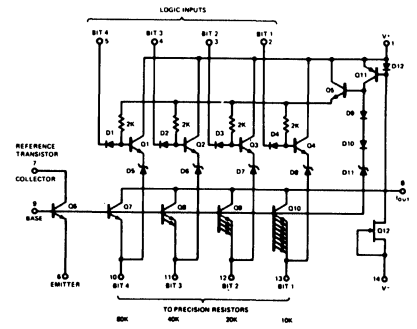 LOGIC INPUTS
BIT 4 BIT 3 BIT 2 BIT 1 V+
5 4 3 2 1
D12
Q5 Q11
2K 2K 2K 2K
D9
D1 Q1 D2 Q2 D3 Q3 D4 Q4
D10
REFERENCE
TRANSISTOR
7
COLLECTOR
D5 D6 D7 D8 D11
8
IOUT
9
BASE
Q6 Q7 Q8 Q9 Q10
Q12
6
EMITTER
10 11 12 13 14
BIT 4 BIT 3 BIT 2 BIT 1 V-
TO PRECISION RESISTORS
80K 40K 20K 10K